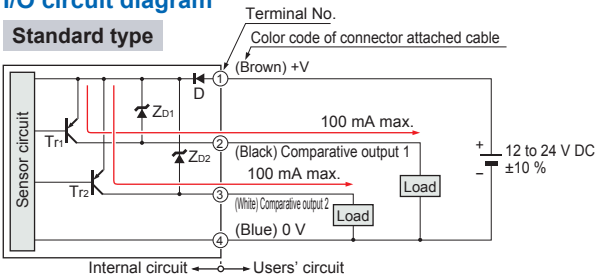 I/O circuit diagram
Standard type
Terminal No.
Color code of connector attached cable
(Brown) +V
1
D
ZD1
100 mA max.
Tr1
2
(Black) Comparative output 1
ZD2
100 mA max.
Sensor circuit
Tr2
3
(White) Comparative output 2
Load
Load
+
12 to 24 V DC
±10 %
−
4
(Blue) 0 V
Internal circuit
Users' circuit